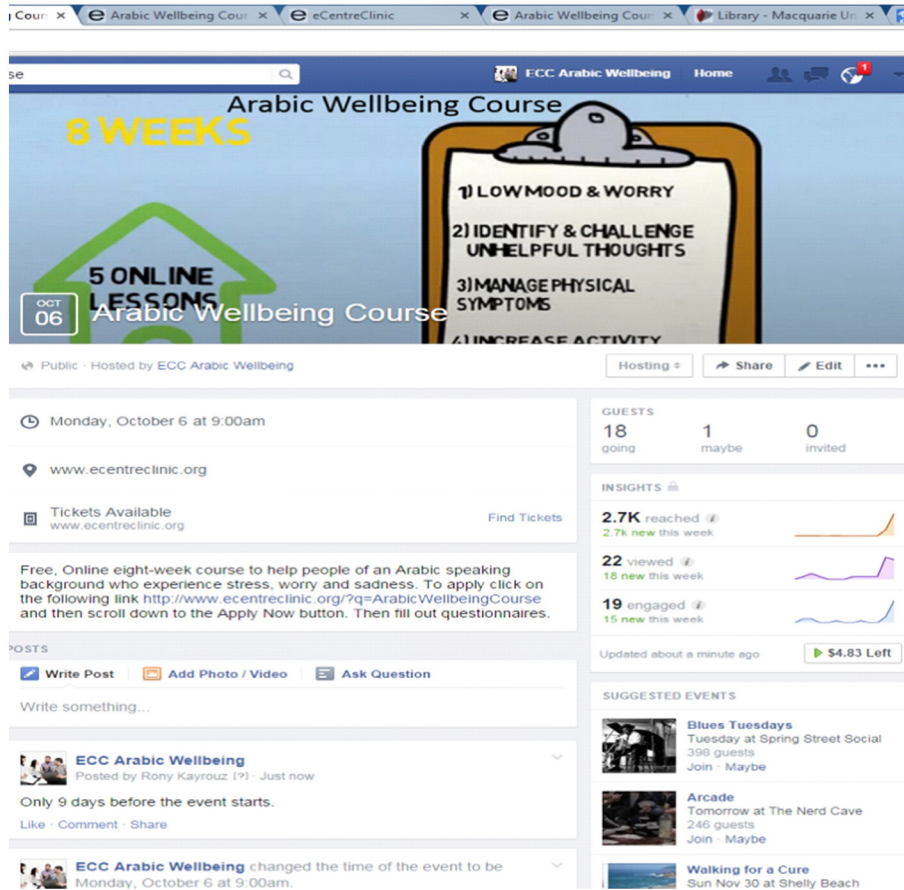 Coun ×
Arabic Wellbeing Cour ×
eCentreClinic ×
Arabic Wellbeing Cour ×
Library - Macquarie Un ×
se
ECC Arabic Wellbeing
Home
1
Arabic Wellbeing Course
8 WEEKS
5 ONLINE
LESSONS
1) LOW MOOD & WORRY
2) IDENTIFY & CHALLENGE
UNHELPFUL THOUGHTS
3) MANAGE PHYSICAL
SYMPTOMS
4) INCREASE ACTIVITY
OCT
06
Arabic Wellbeing Course
Public · Hosted by ECC Arabic Wellbeing
Hosting
Share
Edit
•••
Monday, October 6 at 9:00am
www.ecentreclinic.org
Tickets Available
www.ecentreclinic.org
Find Tickets
Free, Online eight-week course to help people of an Arabic speaking
background who experience stress, worry and sadness. To apply click on
the following link http://www.ecentreclinic.org/?q=ArabicWellbeingCourse
and then scroll down to the Apply Now button. Then fill out questionnaires.
POSTS
Write Post
Add Photo / Video
Ask Question
Write something...
ECC Arabic Wellbeing
Posted by Rony Kayrouz [?] · Just now
Only 9 days before the event starts.
Like · Comment · Share
ECC Arabic Wellbeing changed the time of the event to be
Monday, October 6 at 9:00am.
GUESTS
18 1 0
going maybe invited
INSIGHTS
2.7K reached i
2.7k new this week
22 viewed i
18 new this week
19 engaged i
15 new this week
Updated about a minute ago
$4.83 Left
SUGGESTED EVENTS
Blues Tuesdays
Tuesday at Spring Street Social
398 guests
Join · Maybe
Arcade
Tomorrow at The Nerd Cave
246 guests
Join · Maybe
Walking for a Cure
Sun Nov 30 at Shelly Beach